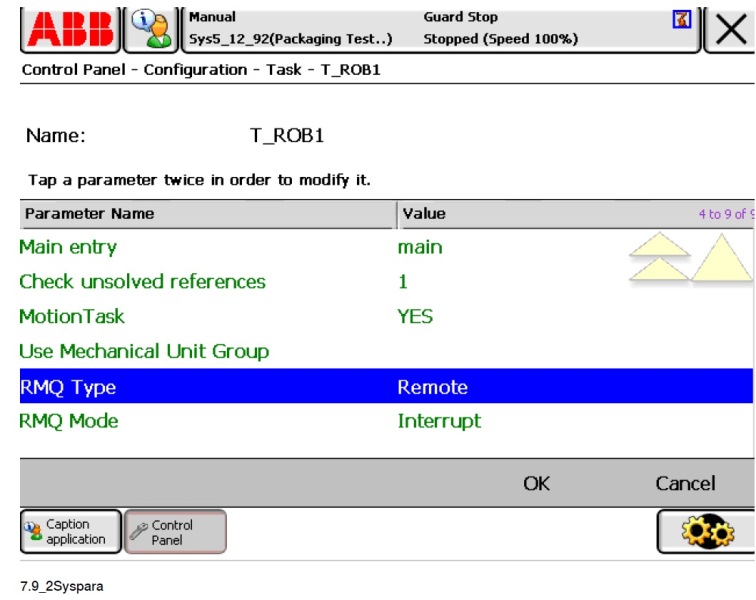 ABB
Manual
Guard Stop
Sys5_12_92(Packaging Test..)
Stopped (Speed 100%)
Control Panel - Configuration - Task - T_ROB1
Name:
T_ROB1
Tap a parameter twice in order to modify it.
Parameter Name
Value
4 to 9 of 9
Main entry
main
Check unsolved references
1
MotionTask
YES
Use Mechanical Unit Group
RMQ Type
Remote
RMQ Mode
Interrupt
OK
Cancel
Caption
application
Control
Panel
7.9_2Syspara